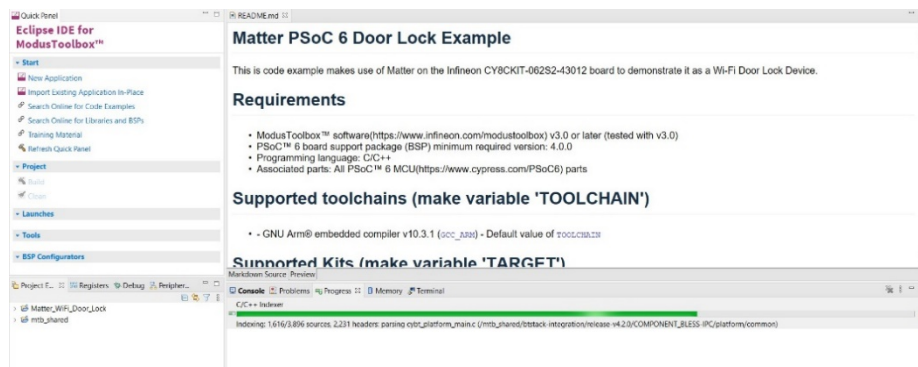 Quick Panel
Eclipse IDE for
ModusToolbox™
Start
New Application
Import Existing Application In-Place
Search Online for Code Examples
Search Online for Libraries and BSPs
Training Material
Refresh Quick Panel
Project
Build
Clean
Launches
Tools
BSP Configurators
Project E...
Registers
Debug
Peripher...
Matter_WiFi_Door_Lock
mtb_shared
README.md
Matter PSoC 6 Door Lock Example
This is code example makes use of Matter on the Infineon CY8CKIT-062S2-43012 board to demonstrate it as a Wi-Fi Door Lock Device.
Requirements
• ModusToolbox™ software(https://www.infineon.com/modustoolbox) v3.0 or later (tested with v3.0)
• PSoC™ 6 board support package (BSP) minimum required version: 4.0.0
• Programming language: C/C++
• Associated parts: All PSoC™ 6 MCU(https://www.cypress.com/PSoC6) parts
Supported toolchains (make variable 'TOOLCHAIN')
• - GNU Arm® embedded compiler v10.3.1 (GCC_ARM) - Default value of TOOLCHAIN
Supported Kits (make variable 'TARGET')
Markdown Source Preview
Console Problems Progress Memory Terminal
C/C++ Indexer
Indexing: 1,616/3,896 sources, 2,231 headers: parsing cybt_platform_main.c (/mtb_shared/btstack-integration/release-v4.2.0/COMPONENT_BLESS-IPC/platform/common)